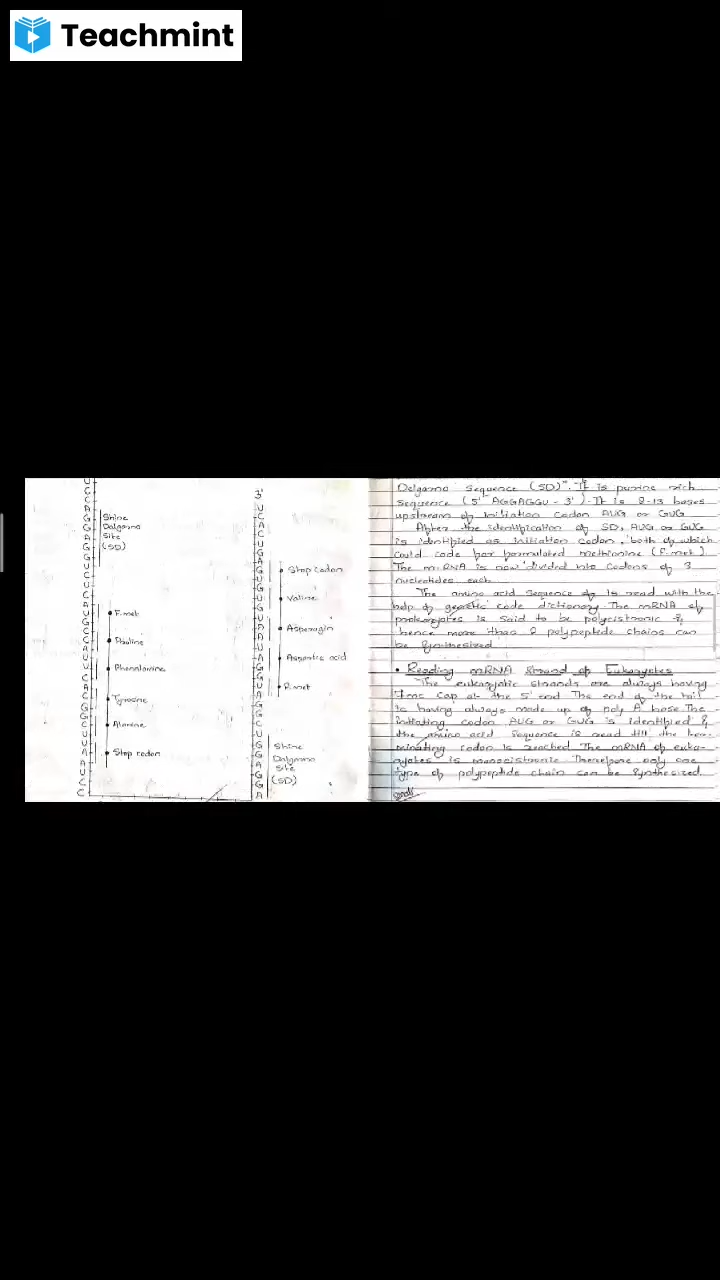 Teachmint
U
G
C
A
G
G
A
G
G
U
C
U
C
A
U
G
C
C
A
U
U
C
A
C
G
G
C
U
U
A
A
U
C
C
Shine
Dalgarno
Site
(SD)
F.met
Proline
Phenalanine
Tyrosine
Alanine
Stop codon
3'
U
C
A
C
U
G
A
G
U
Stop codon
Valine
Asperagin
Aspartic acid
F.met
Shine
Dalgarno
Site
(SD)
Delgarno Sequence (SD)". It is purine rich
sequence (5' AGGAGGU - 3'). It is 8-13 bases
upstream of initiation codon AUG or GUG
After the identification of SD, AUG or GUG
is identified as initiation codon, both of which
could code for formulated methionine (f.met).
The mRNA is now divided into codons of 3
nucleotides each.
The amino acid sequence of is read with the
help of genetic code dictionary. The mRNA of
prokaryotes is said to be polycistronic &
hence more than 2 polypeptide chains can
be synthesized
• Reading mRNA Strand of Eukaryotes
The eukaryotic strands are always having
7mc cap at the 5' end The end of the tail
is having always made up of poly A base. The
initiating codon AUG or GUG is identified &
the amino acid sequence is read till the ter-
minating codon is reached The mRNA of euka-
ryotes is monocistronic Therefore only one
type of polypeptide chain can be synthesized.